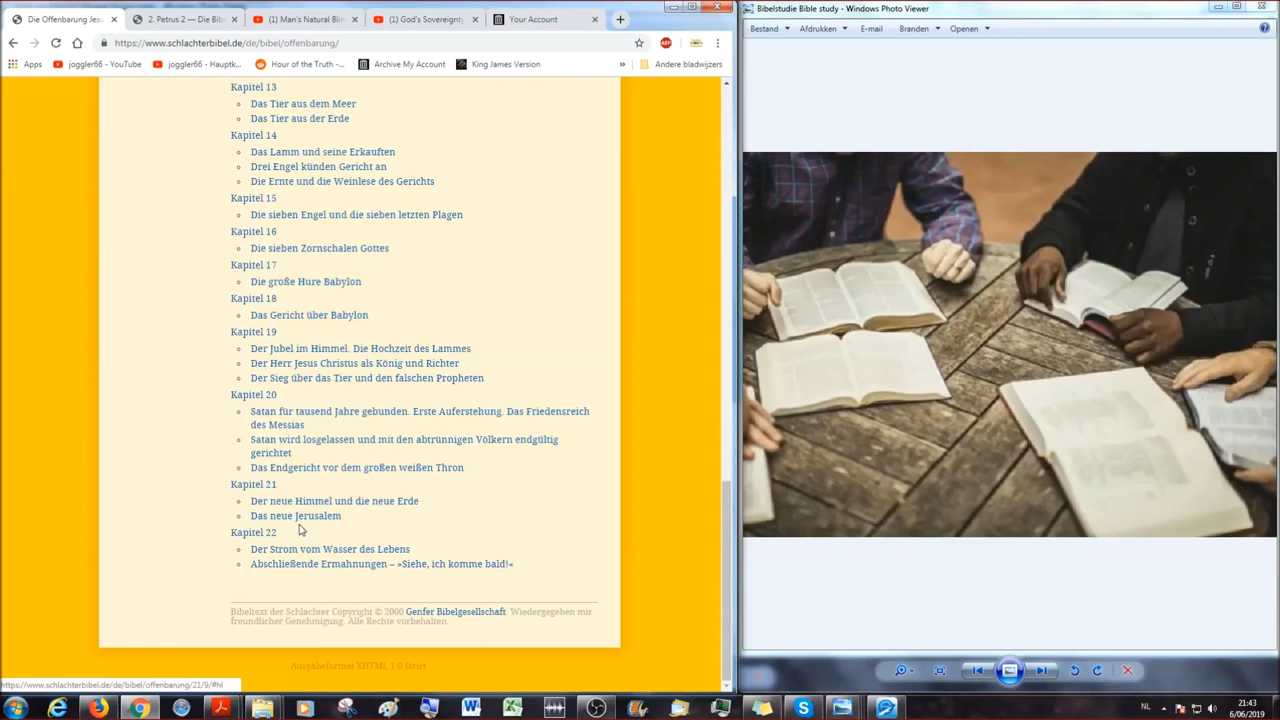 Die Offenbarung Jesu
2. Petrus 2 — Die Bib
(1) Man's Natural Blin
(1) God's Sovereignty
Your Account
https://www.schlachterbibel.de/de/bibel/offenbarung/
Apps
joggler66 - YouTube
joggler66 - Hauptk...
Hour of the Truth -...
Archive My Account
King James Version
»
Andere bladwijzers
Kapitel 13
Das Tier aus dem Meer
Das Tier aus der Erde
Kapitel 14
Das Lamm und seine Erkauften
Drei Engel künden Gericht an
Die Ernte und die Weinlese des Gerichts
Kapitel 15
Die sieben Engel und die sieben letzten Plagen
Kapitel 16
Die sieben Zornschalen Gottes
Kapitel 17
Die große Hure Babylon
Kapitel 18
Das Gericht über Babylon
Kapitel 19
Der Jubel im Himmel. Die Hochzeit des Lammes
Der Herr Jesus Christus als König und Richter
Der Sieg über das Tier und den falschen Propheten
Kapitel 20
Satan für tausend Jahre gebunden. Erste Auferstehung. Das Friedensreich
des Messias
Satan wird losgelassen und mit den abtrünnigen Völkern endgültig
gerichtet
Das Endgericht vor dem großen weißen Thron
Kapitel 21
Der neue Himmel und die neue Erde
Das neue Jerusalem
Kapitel 22
Der Strom vom Wasser des Lebens
Abschließende Ermahnungen – »Siehe, ich komme bald!«
Bibeltext der Schlachter Copyright © 2000 Genfer Bibelgesellschaft. Wiedergegeben mit
freundlicher Genehmigung. Alle Rechte vorbehalten.
Ausgabeformat XHTML 1.0 Strict
https://www.schlachterbibel.de/de/bibel/offenbarung/21/9/#hl
Bibelstudie Bible study - Windows Photo Viewer
Bestand
Afdrukken
E-mail
Branden
Openen
NL
21:43
6/06/2019